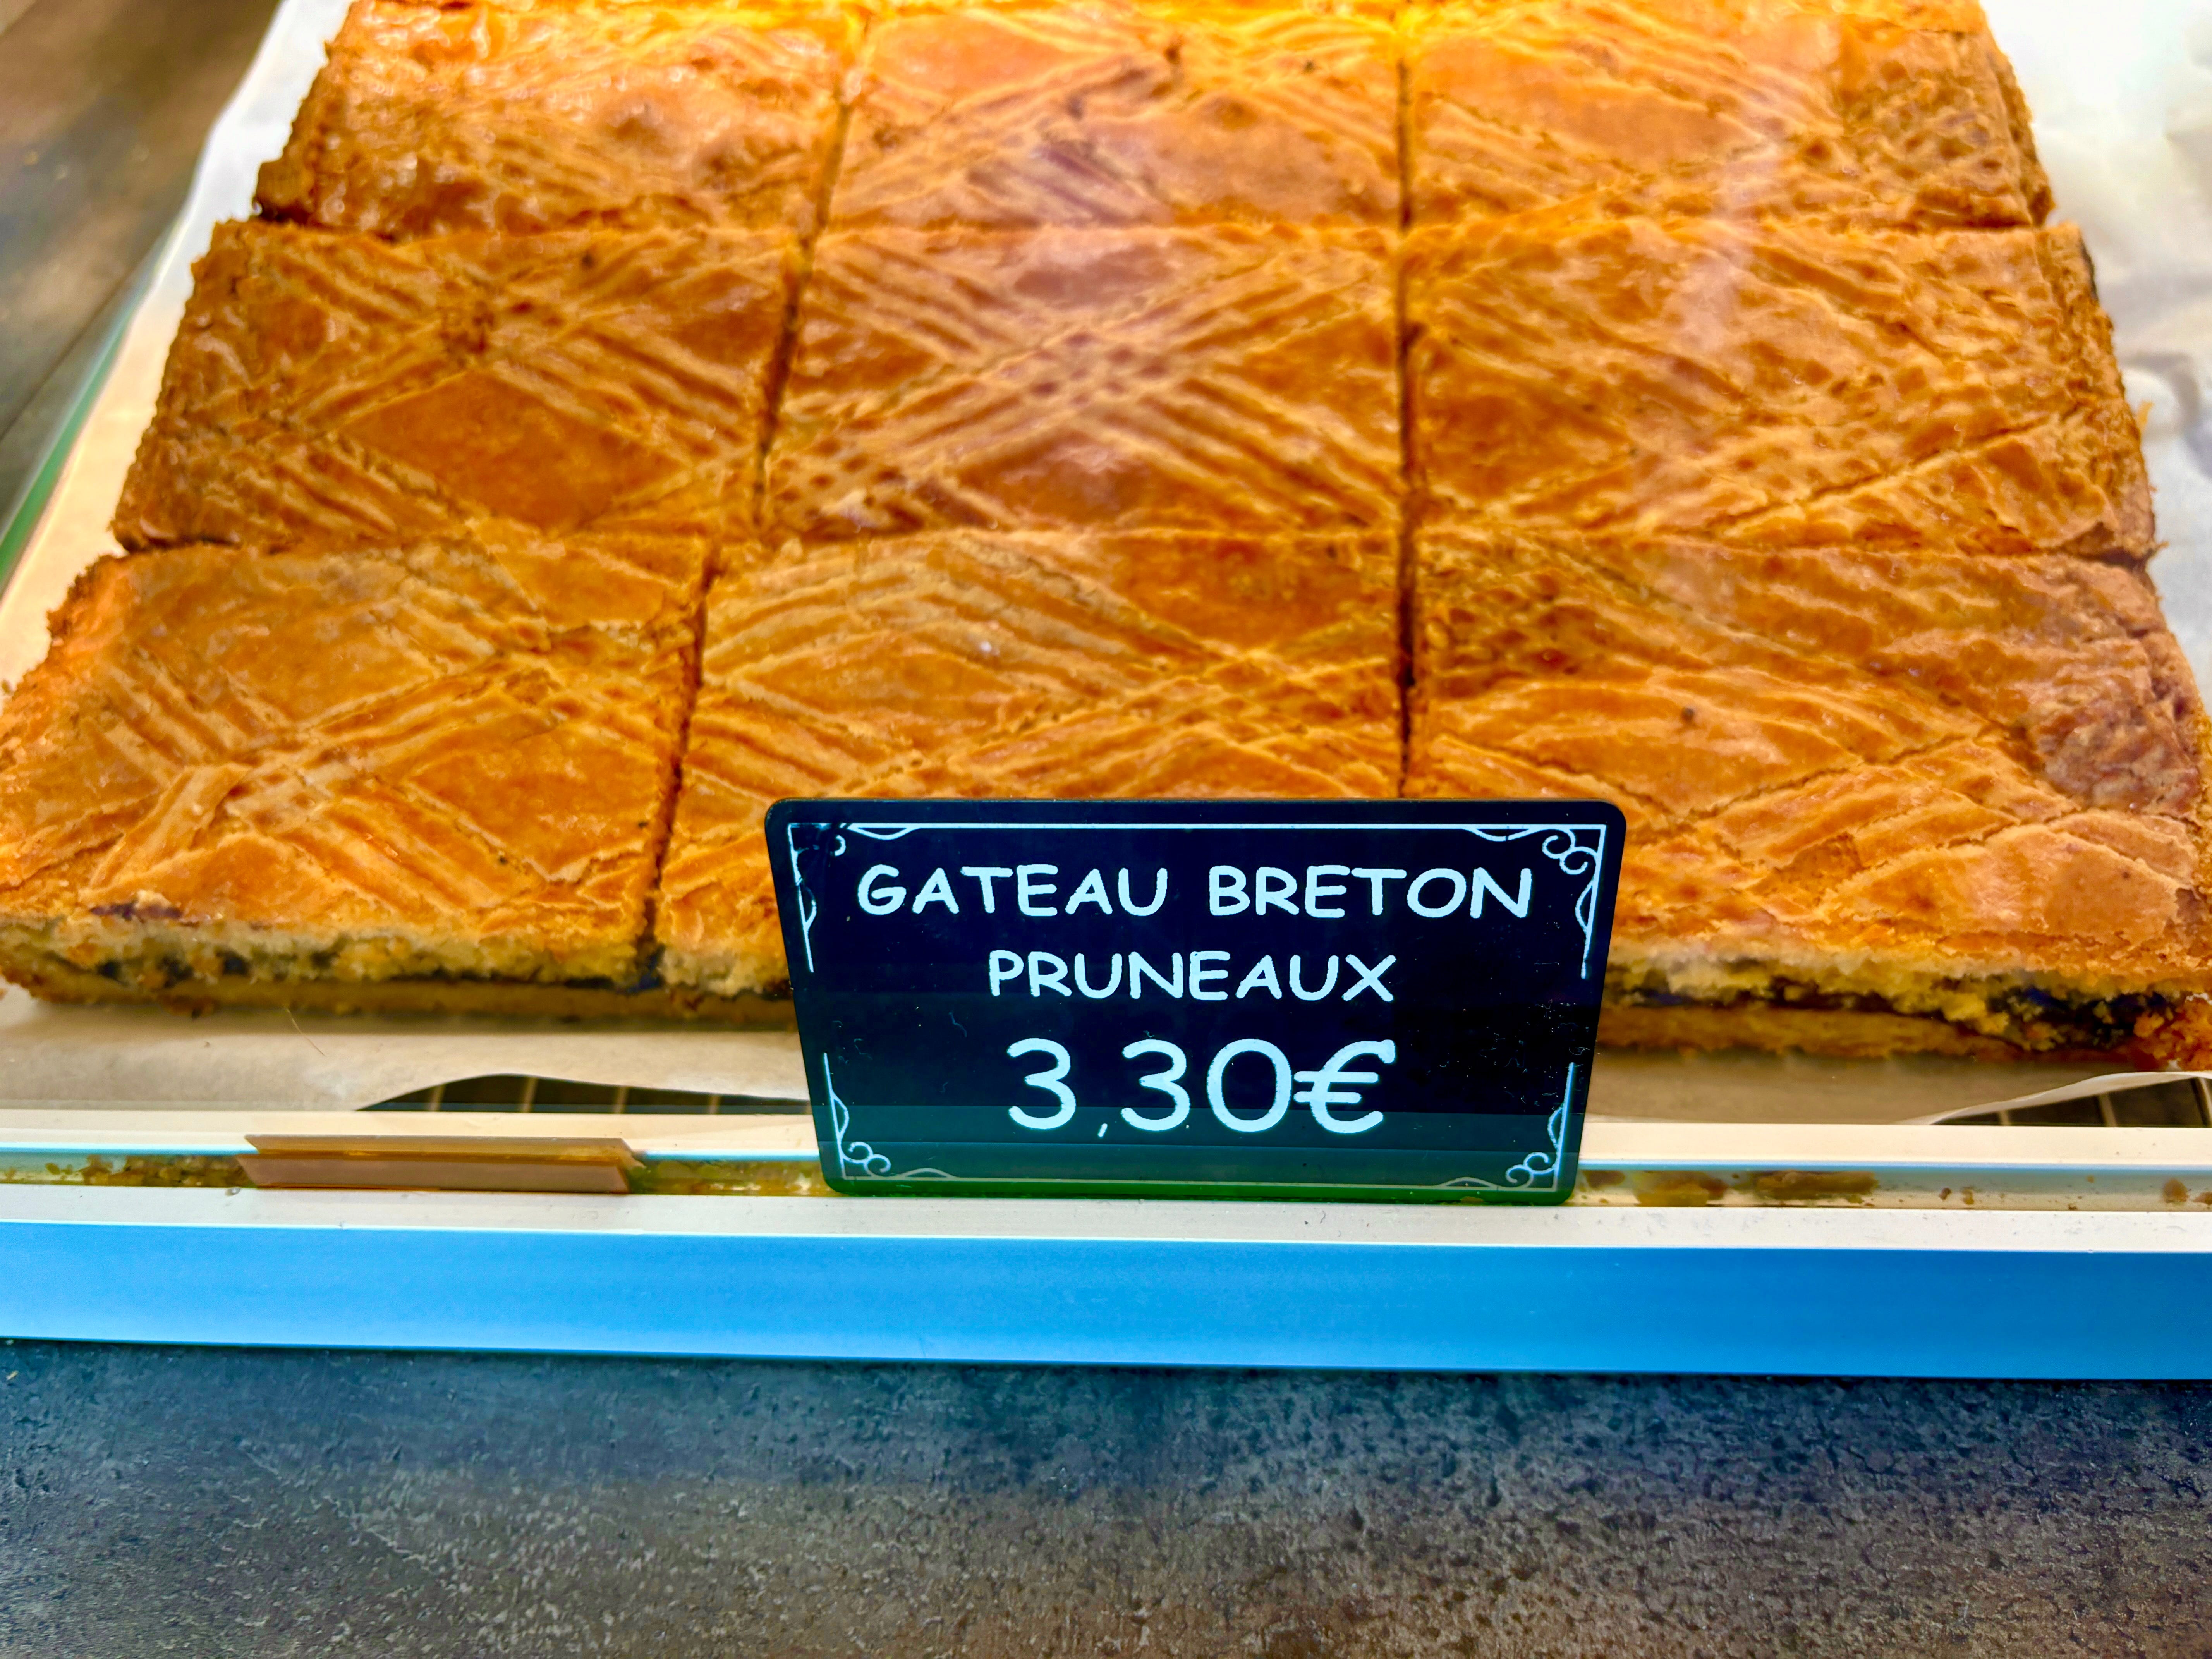 GATEAU BRETON
PRUNEAUX
3,30€